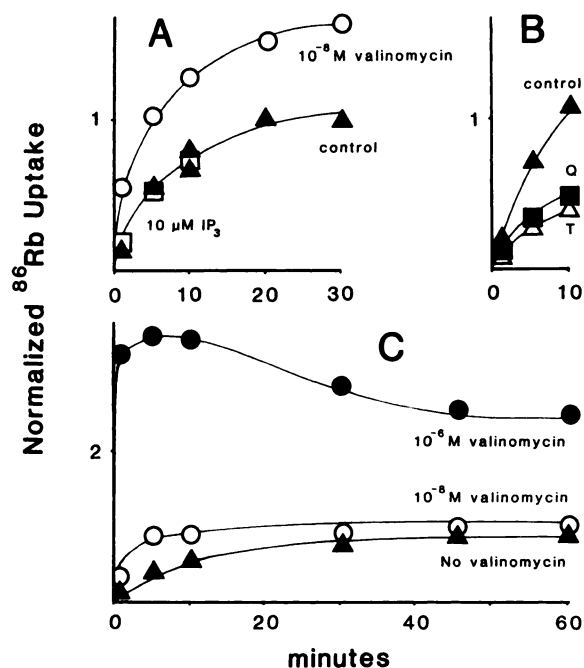 A
B
10⁻⁸M valinomycin
control
10 µM IP₃
1
0
10
20
30
control
Q
T
1
0
10
Normalized ⁸⁶Rb Uptake
C
10⁻⁶M valinomycin
10⁻⁸M valinomycin
No valinomycin
2
0
20
40
60
minutes